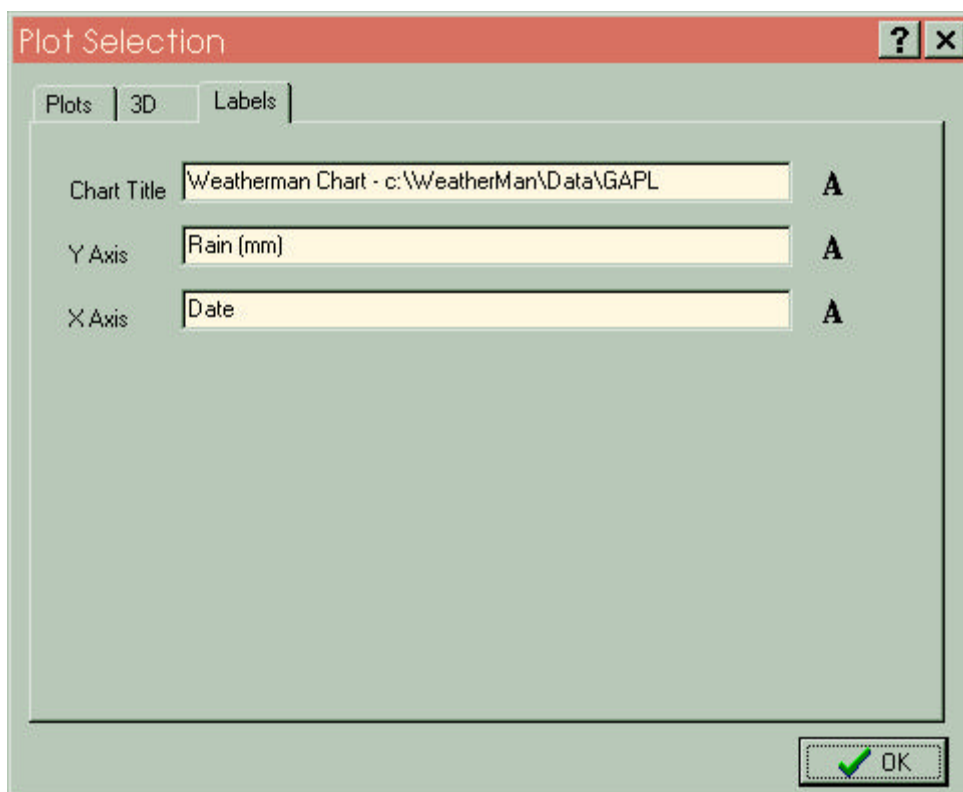 Plot Selection
Plots 3D Labels
Chart Title Weatherman Chart - c:\WeatherMan\Data\GAPL A
Y Axis Rain (mm) A
X Axis Date A
OK